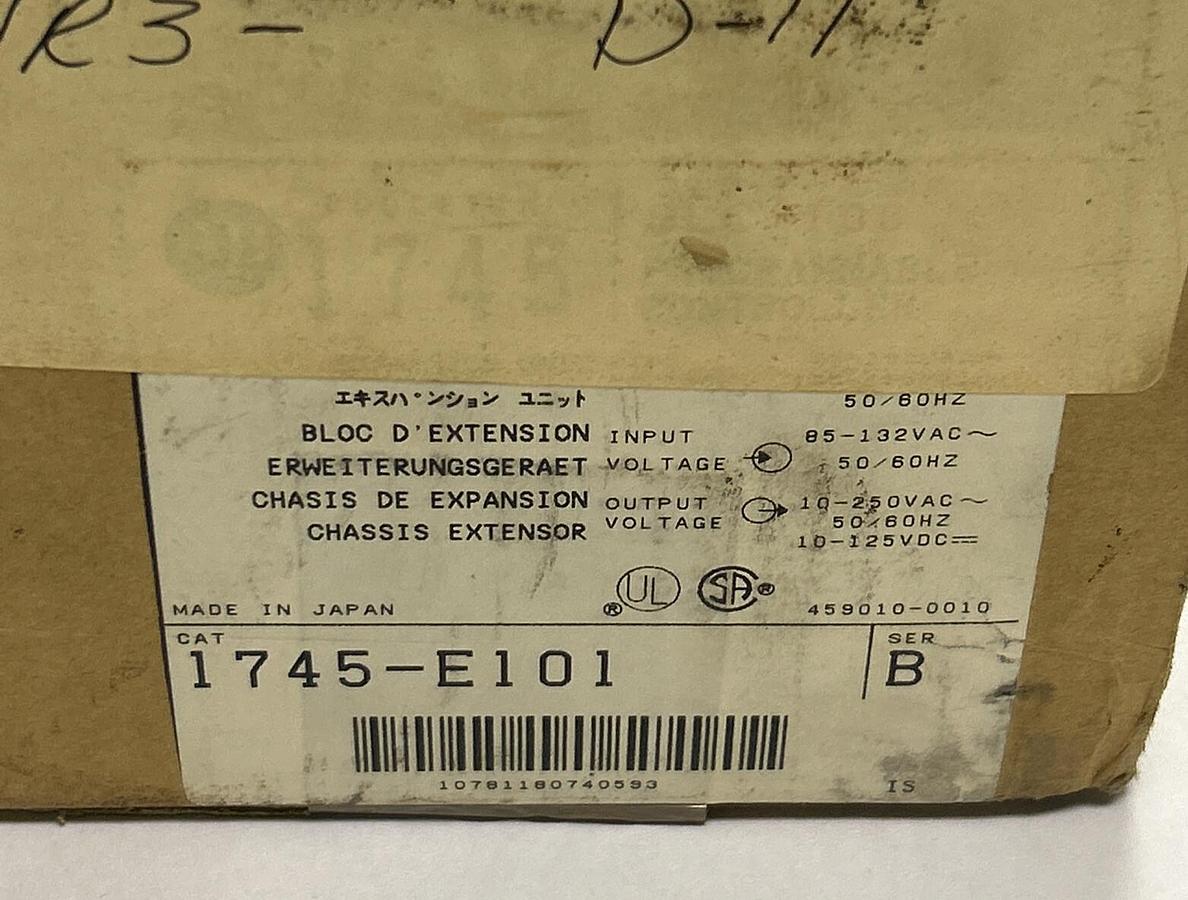 R3- D-11
1745
エキスパンション ユニット 50/60HZ
BLOC D'EXTENSION INPUT 85-132VAC~
ERWEITERUNGSGERAET VOLTAGE 50/60HZ
CHASIS DE EXPANSION OUTPUT 10-250VAC~
CHASSIS EXTENSOR VOLTAGE 50/60HZ
10-125VDC⎓
UL SA®
MADE IN JAPAN ® 459010-0010
CAT SER
1745-E101 B
10781180740593
IS